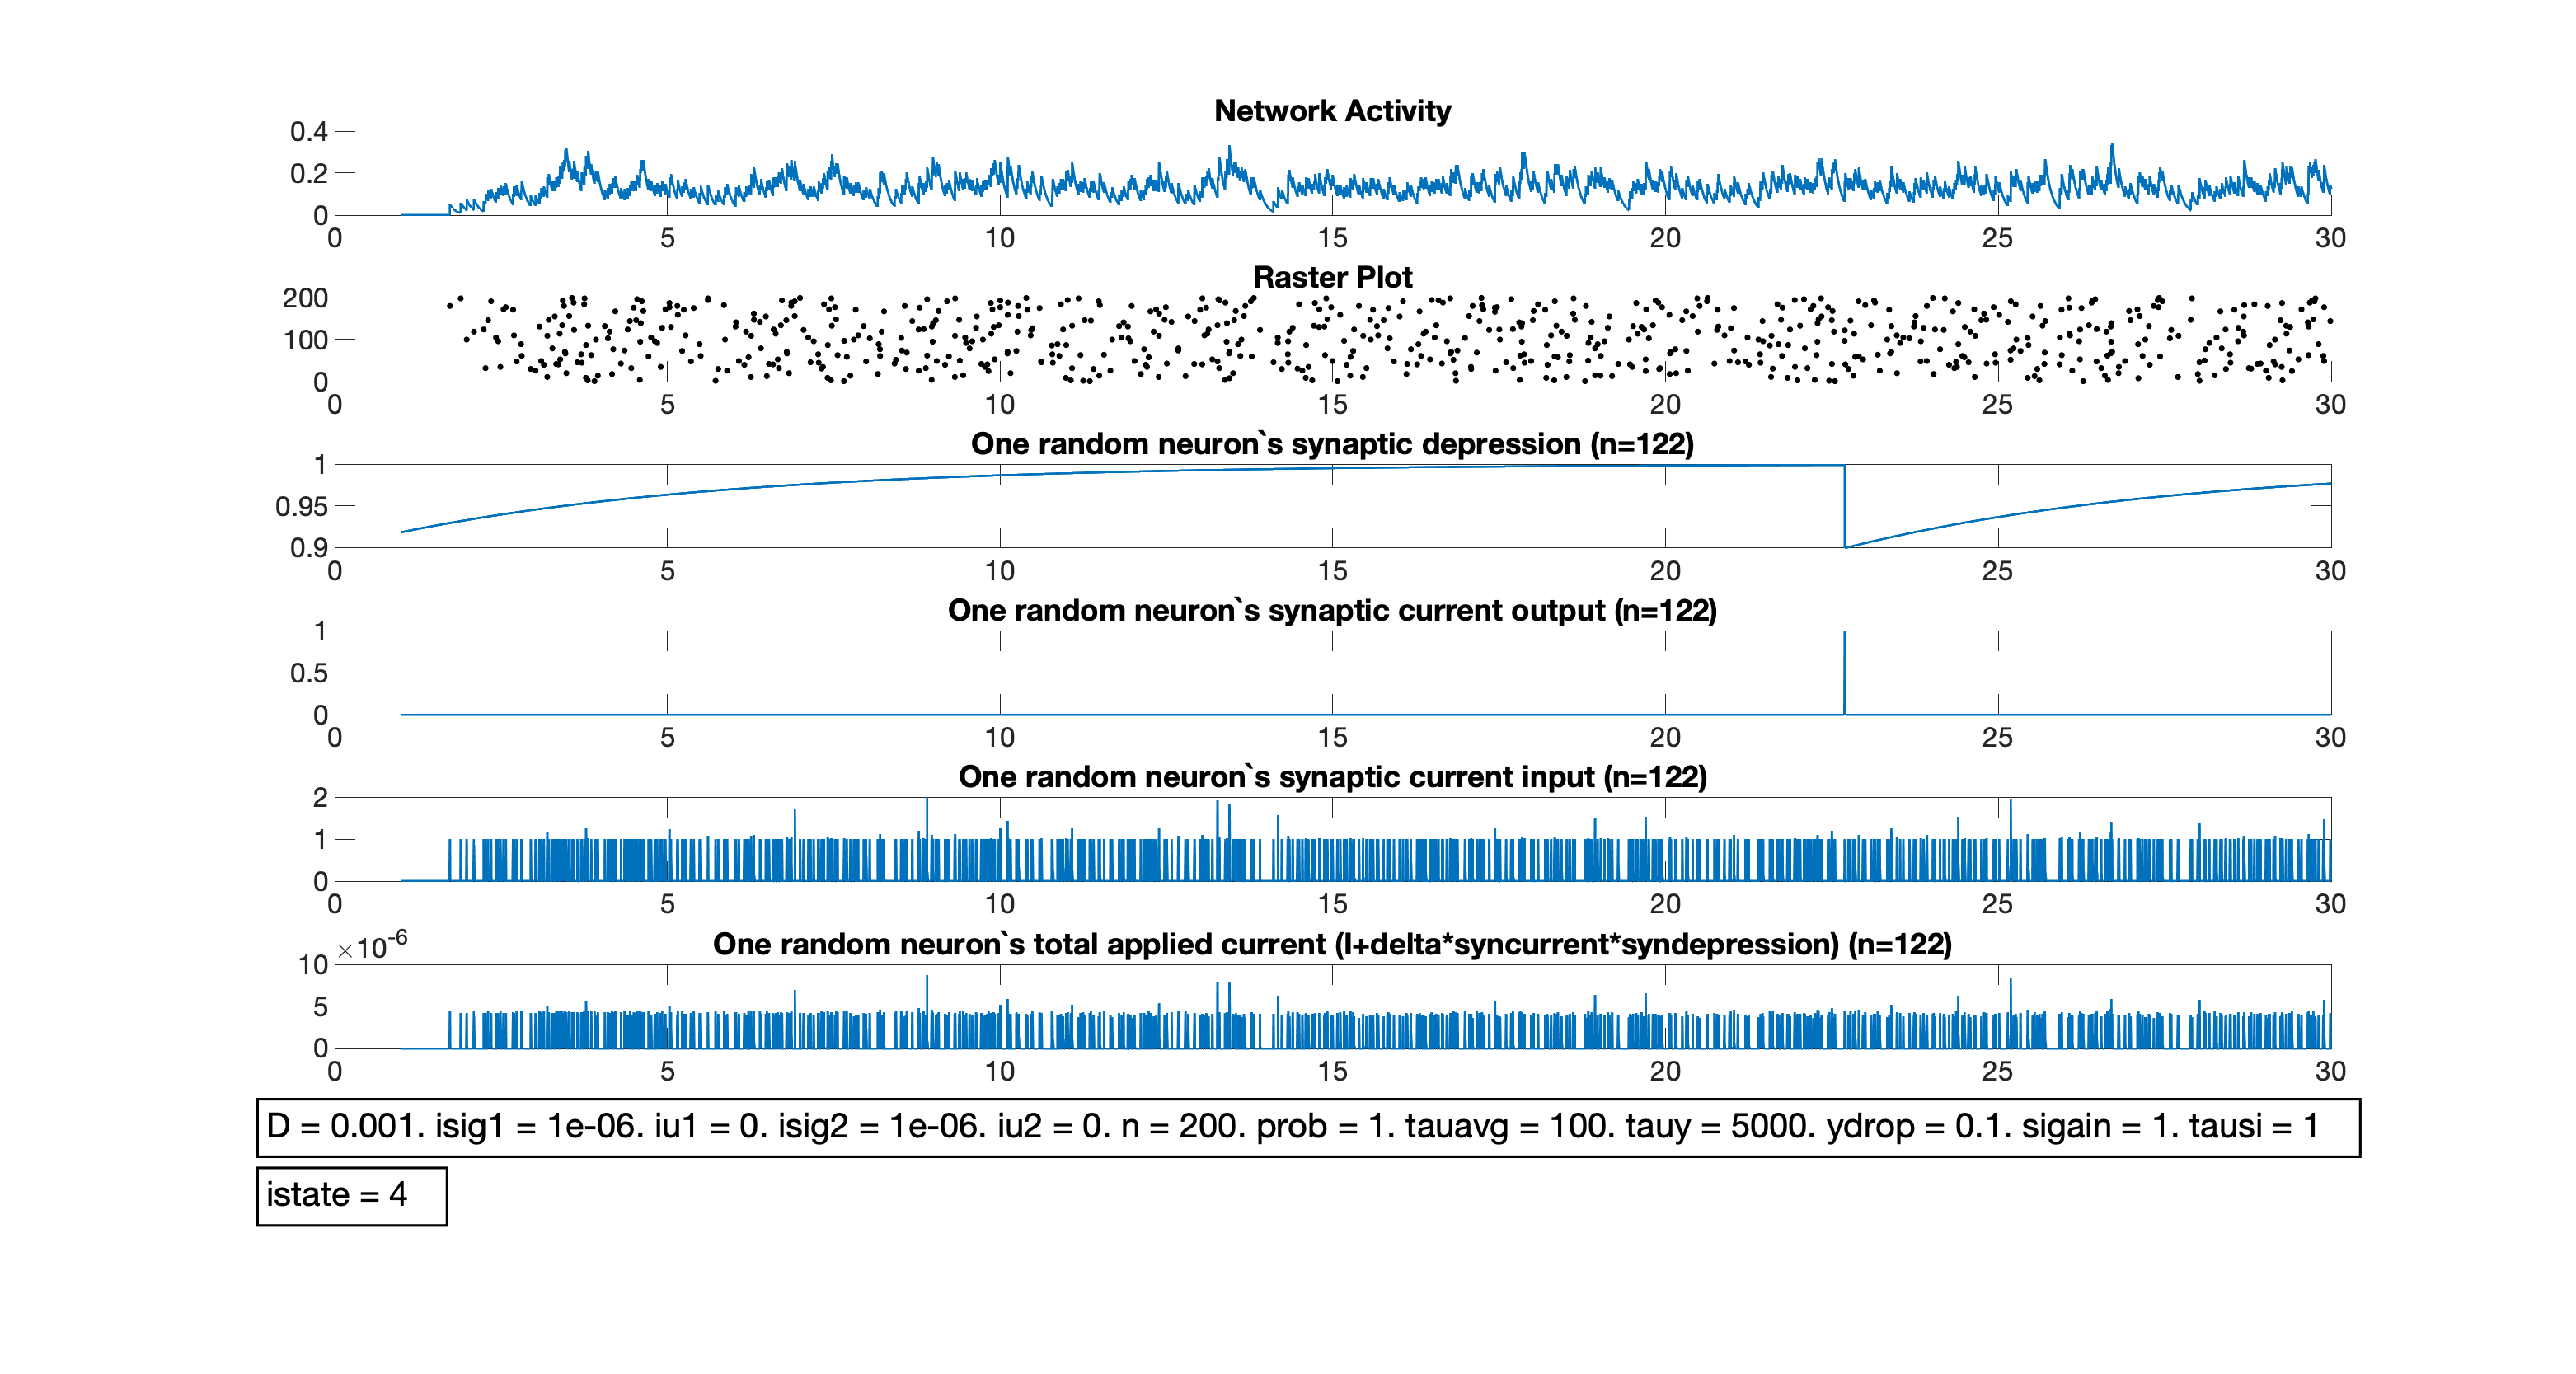 Network Activity
0.4
0.2
0
0 5 10 15 20 25 30
Raster Plot
200
100
0
0 5 10 15 20 25 30
One random neuron`s synaptic depression (n=122)
1
0.95
0.9
0 5 10 15 20 25 30
One random neuron`s synaptic current output (n=122)
1
0.5
0
0 5 10 15 20 25 30
One random neuron`s synaptic current input (n=122)
2
1
0
0 5 10 15 20 25 30
×10⁻⁶
One random neuron`s total applied current (I+delta*syncurrent*syndepression) (n=122)
10
5
0
0 5 10 15 20 25 30
D = 0.001. isig1 = 1e-06. iu1 = 0. isig2 = 1e-06. iu2 = 0. n = 200. prob = 1. tauavg = 100. tauy = 5000. ydrop = 0.1. sigain = 1. tausi = 1
istate = 4